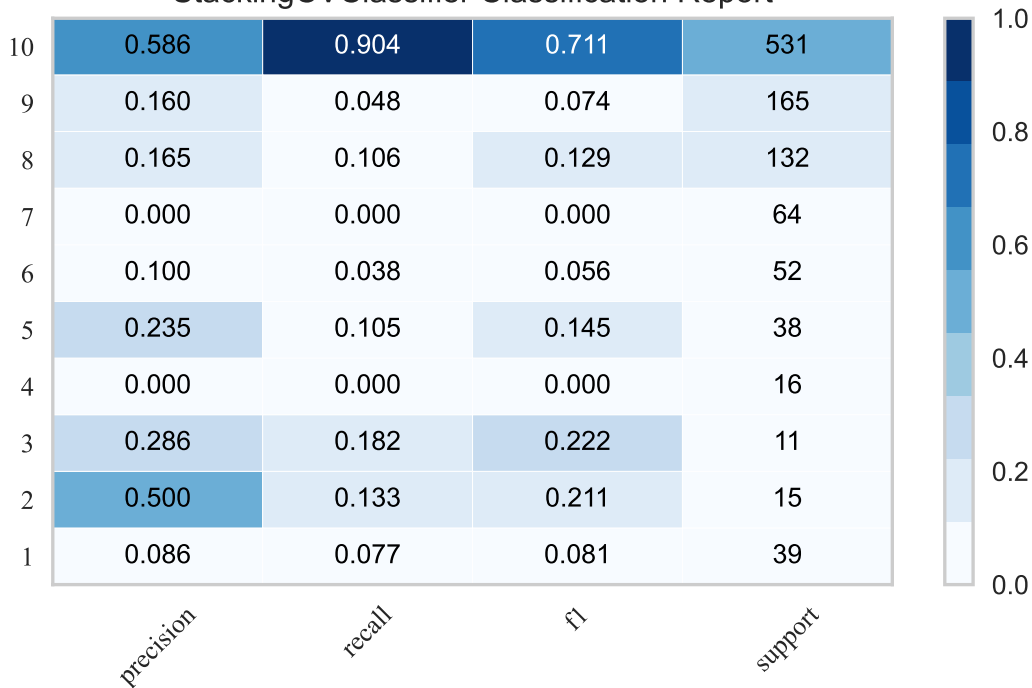 StackingCVClassifier Classification Report
10 0.586 0.904 0.711 531 1.0
9 0.160 0.048 0.074 165
0.8
8 0.165 0.106 0.129 132
7 0.000 0.000 0.000 64
0.6
6 0.100 0.038 0.056 52
5 0.235 0.105 0.145 38
0.4
4 0.000 0.000 0.000 16
3 0.286 0.182 0.222 11
0.2
2 0.500 0.133 0.211 15
1 0.086 0.077 0.081 39
0.0
precision recall f1 support